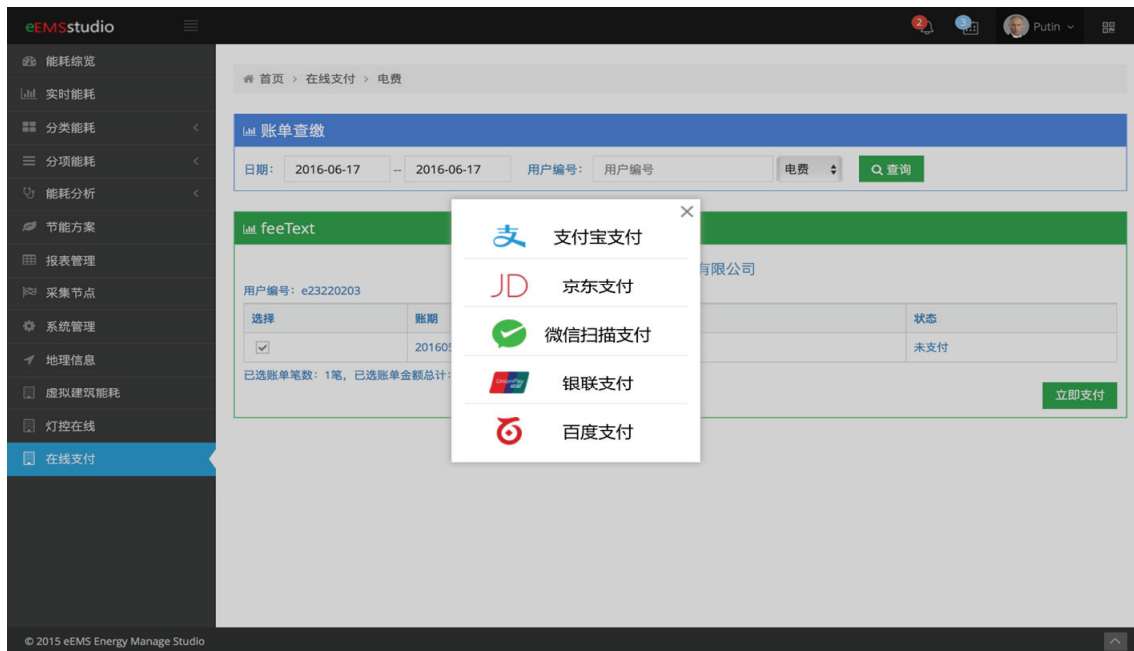 eEMSstudio
2
3
Putin
能耗综览
实时能耗
分类能耗
分项能耗
能耗分析
节能方案
报表管理
采集节点
系统管理
地理信息
虚拟建筑能耗
灯控在线
在线支付
首页 > 在线支付 > 电费
账单查缴
日期： 2016-06-17 -- 2016-06-17 用户编号： 用户编号 电费 查询
feeText
有限公司
用户编号：e23220203
选择 账期 状态
20160 未支付
已选账单笔数：1笔，已选账单金额总计：
立即支付
×
支 支付宝支付
JD 京东支付
微信扫描支付
UnionPay 银联 银联支付
百度支付
© 2015 eEMS Energy Manage Studio